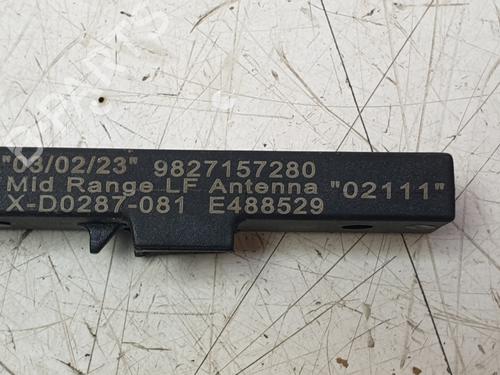 "03/02/23" 9827157280
Mid Range LF Antenna "02111"
X-D0287-081 E488529